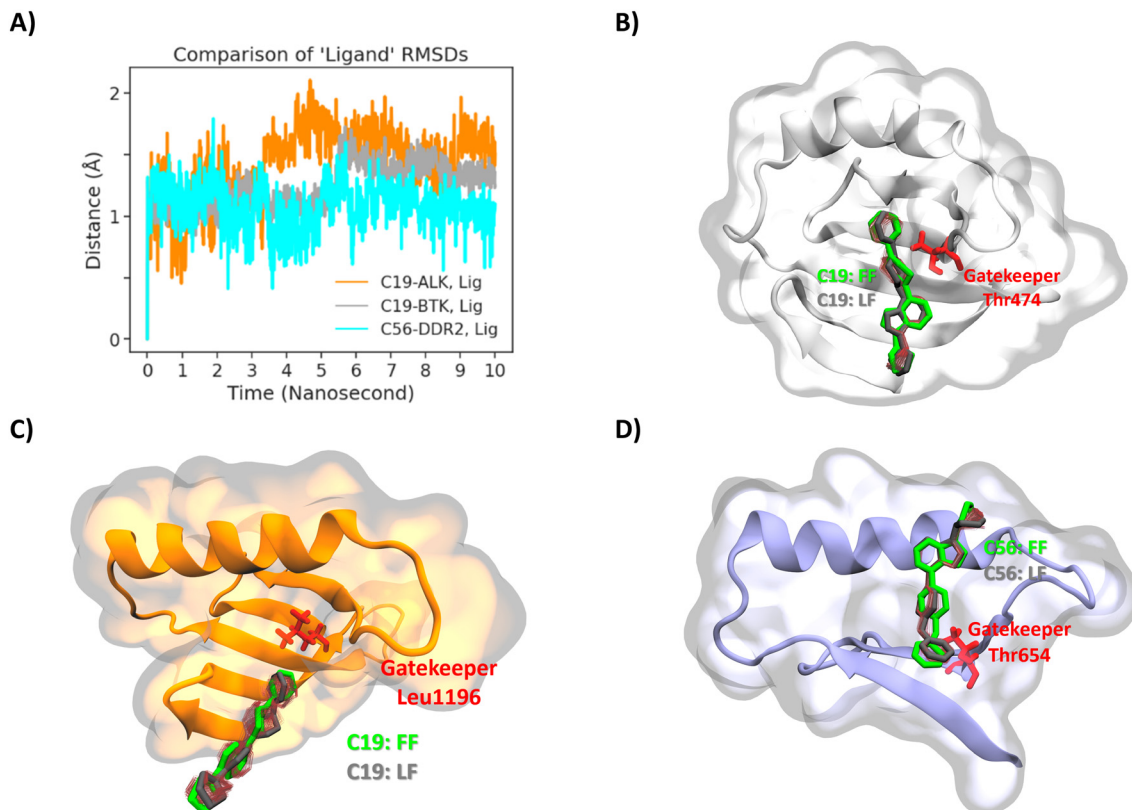 A)
Comparison of 'Ligand' RMSDs
Distance (Å)
2
1
0
C19-ALK, Lig
C19-BTK, Lig
C56-DDR2, Lig
0 1 2 3 4 5 6 7 8 9 10
Time (Nanosecond)
B)
C19: FF
C19: LF
Gatekeeper
Thr474
C)
Gatekeeper
Leu1196
C19: FF
C19: LF
D)
C56: FF
C56: LF
Gatekeeper
Thr654